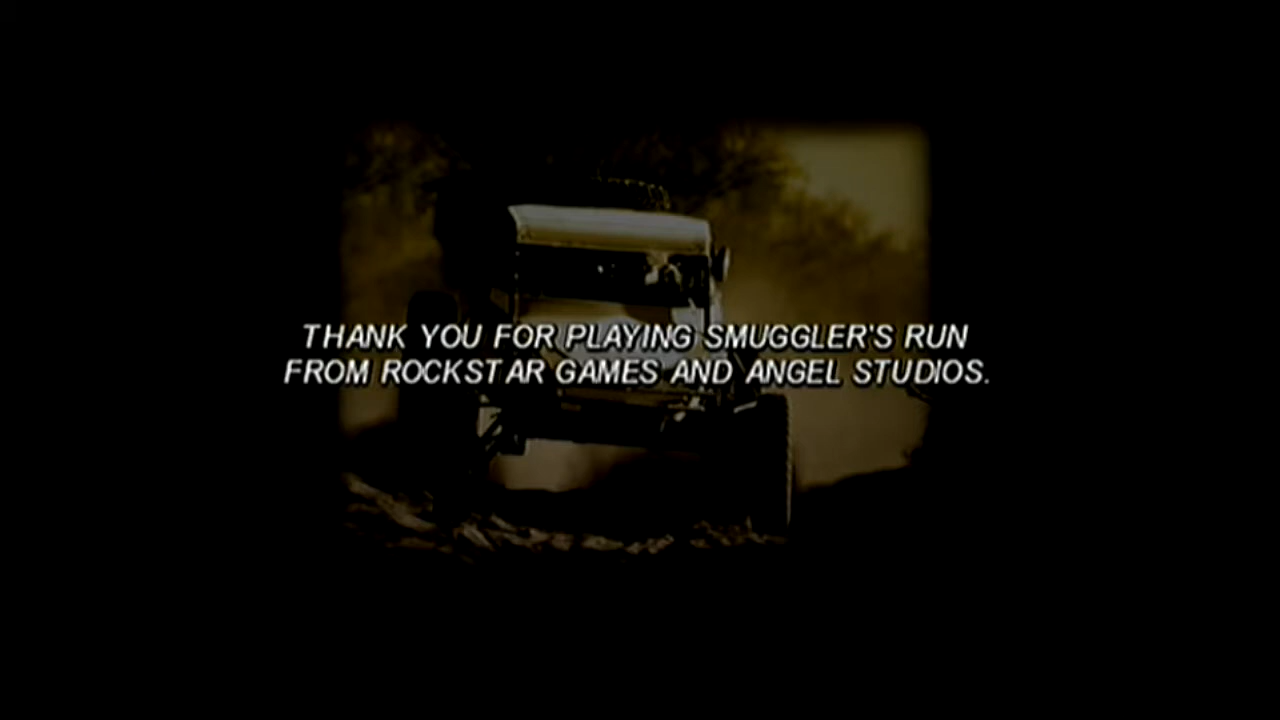 THANK YOU FOR PLAYING SMUGGLER'S RUN
FROM ROCKSTAR GAMES AND ANGEL STUDIOS.